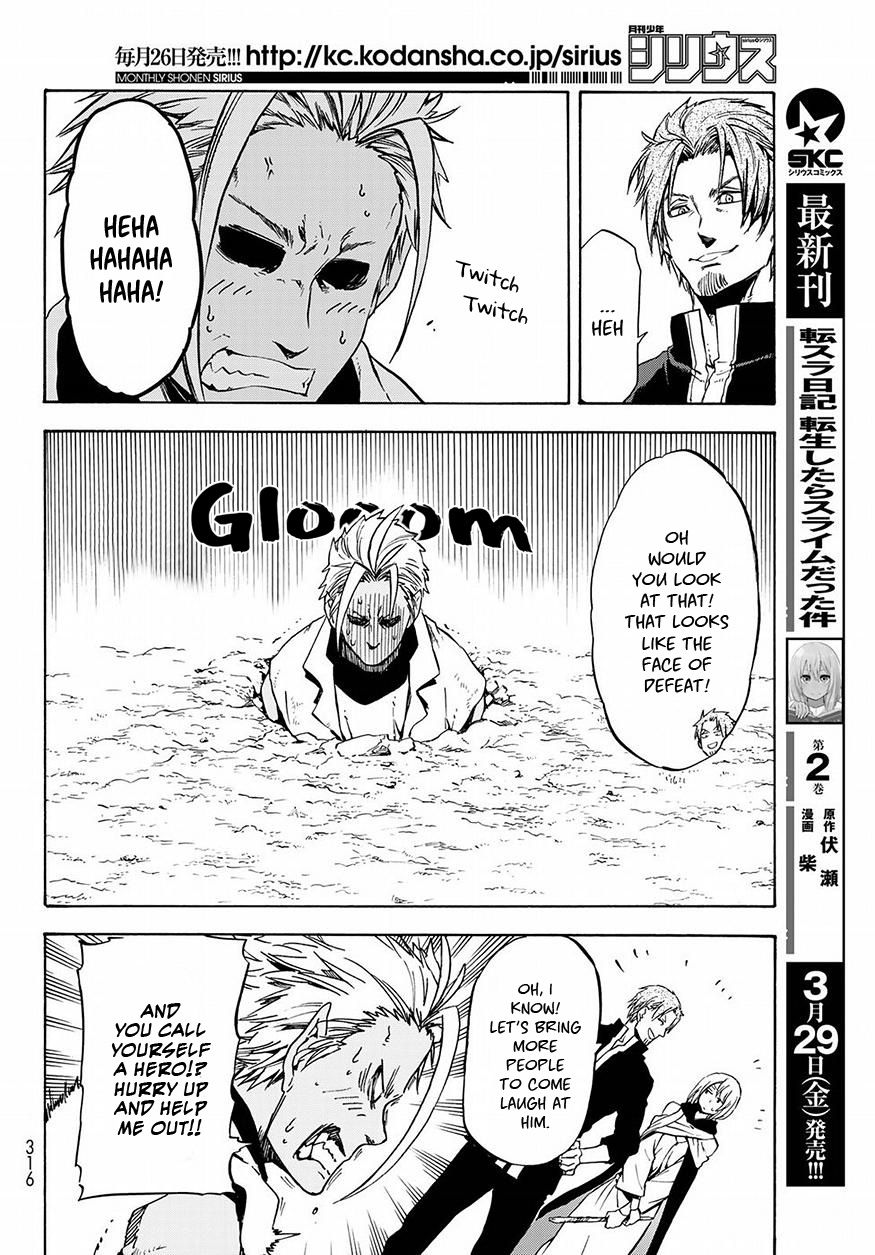 毎月26日発売!!! http://kc.kodansha.co.jp/sirius
MONTHLY SHONEN SIRIUS
月刊少年
シリウス
...
HEH
Twitch
Twitch
HEHA
HAHAHA
HAHA!
OH
WOULD
YOU LOOK
AT THAT!
THAT LOOKS
LIKE THE
FACE OF
DEFEAT!
Glooom
OH, I
KNOW!
LET'S BRING
MORE
PEOPLE
TO COME
LAUGH AT
HIM.
AND
YOU CALL
YOURSELF
A HERO!?
HURRY UP
AND HELP
ME OUT!!
316
SKC
シリウスコミックス
最新刊
転スラ日記 転生したらスライムだった件
第2巻
原作 伏瀬
漫画 柴
3月29日(金)発売!!!